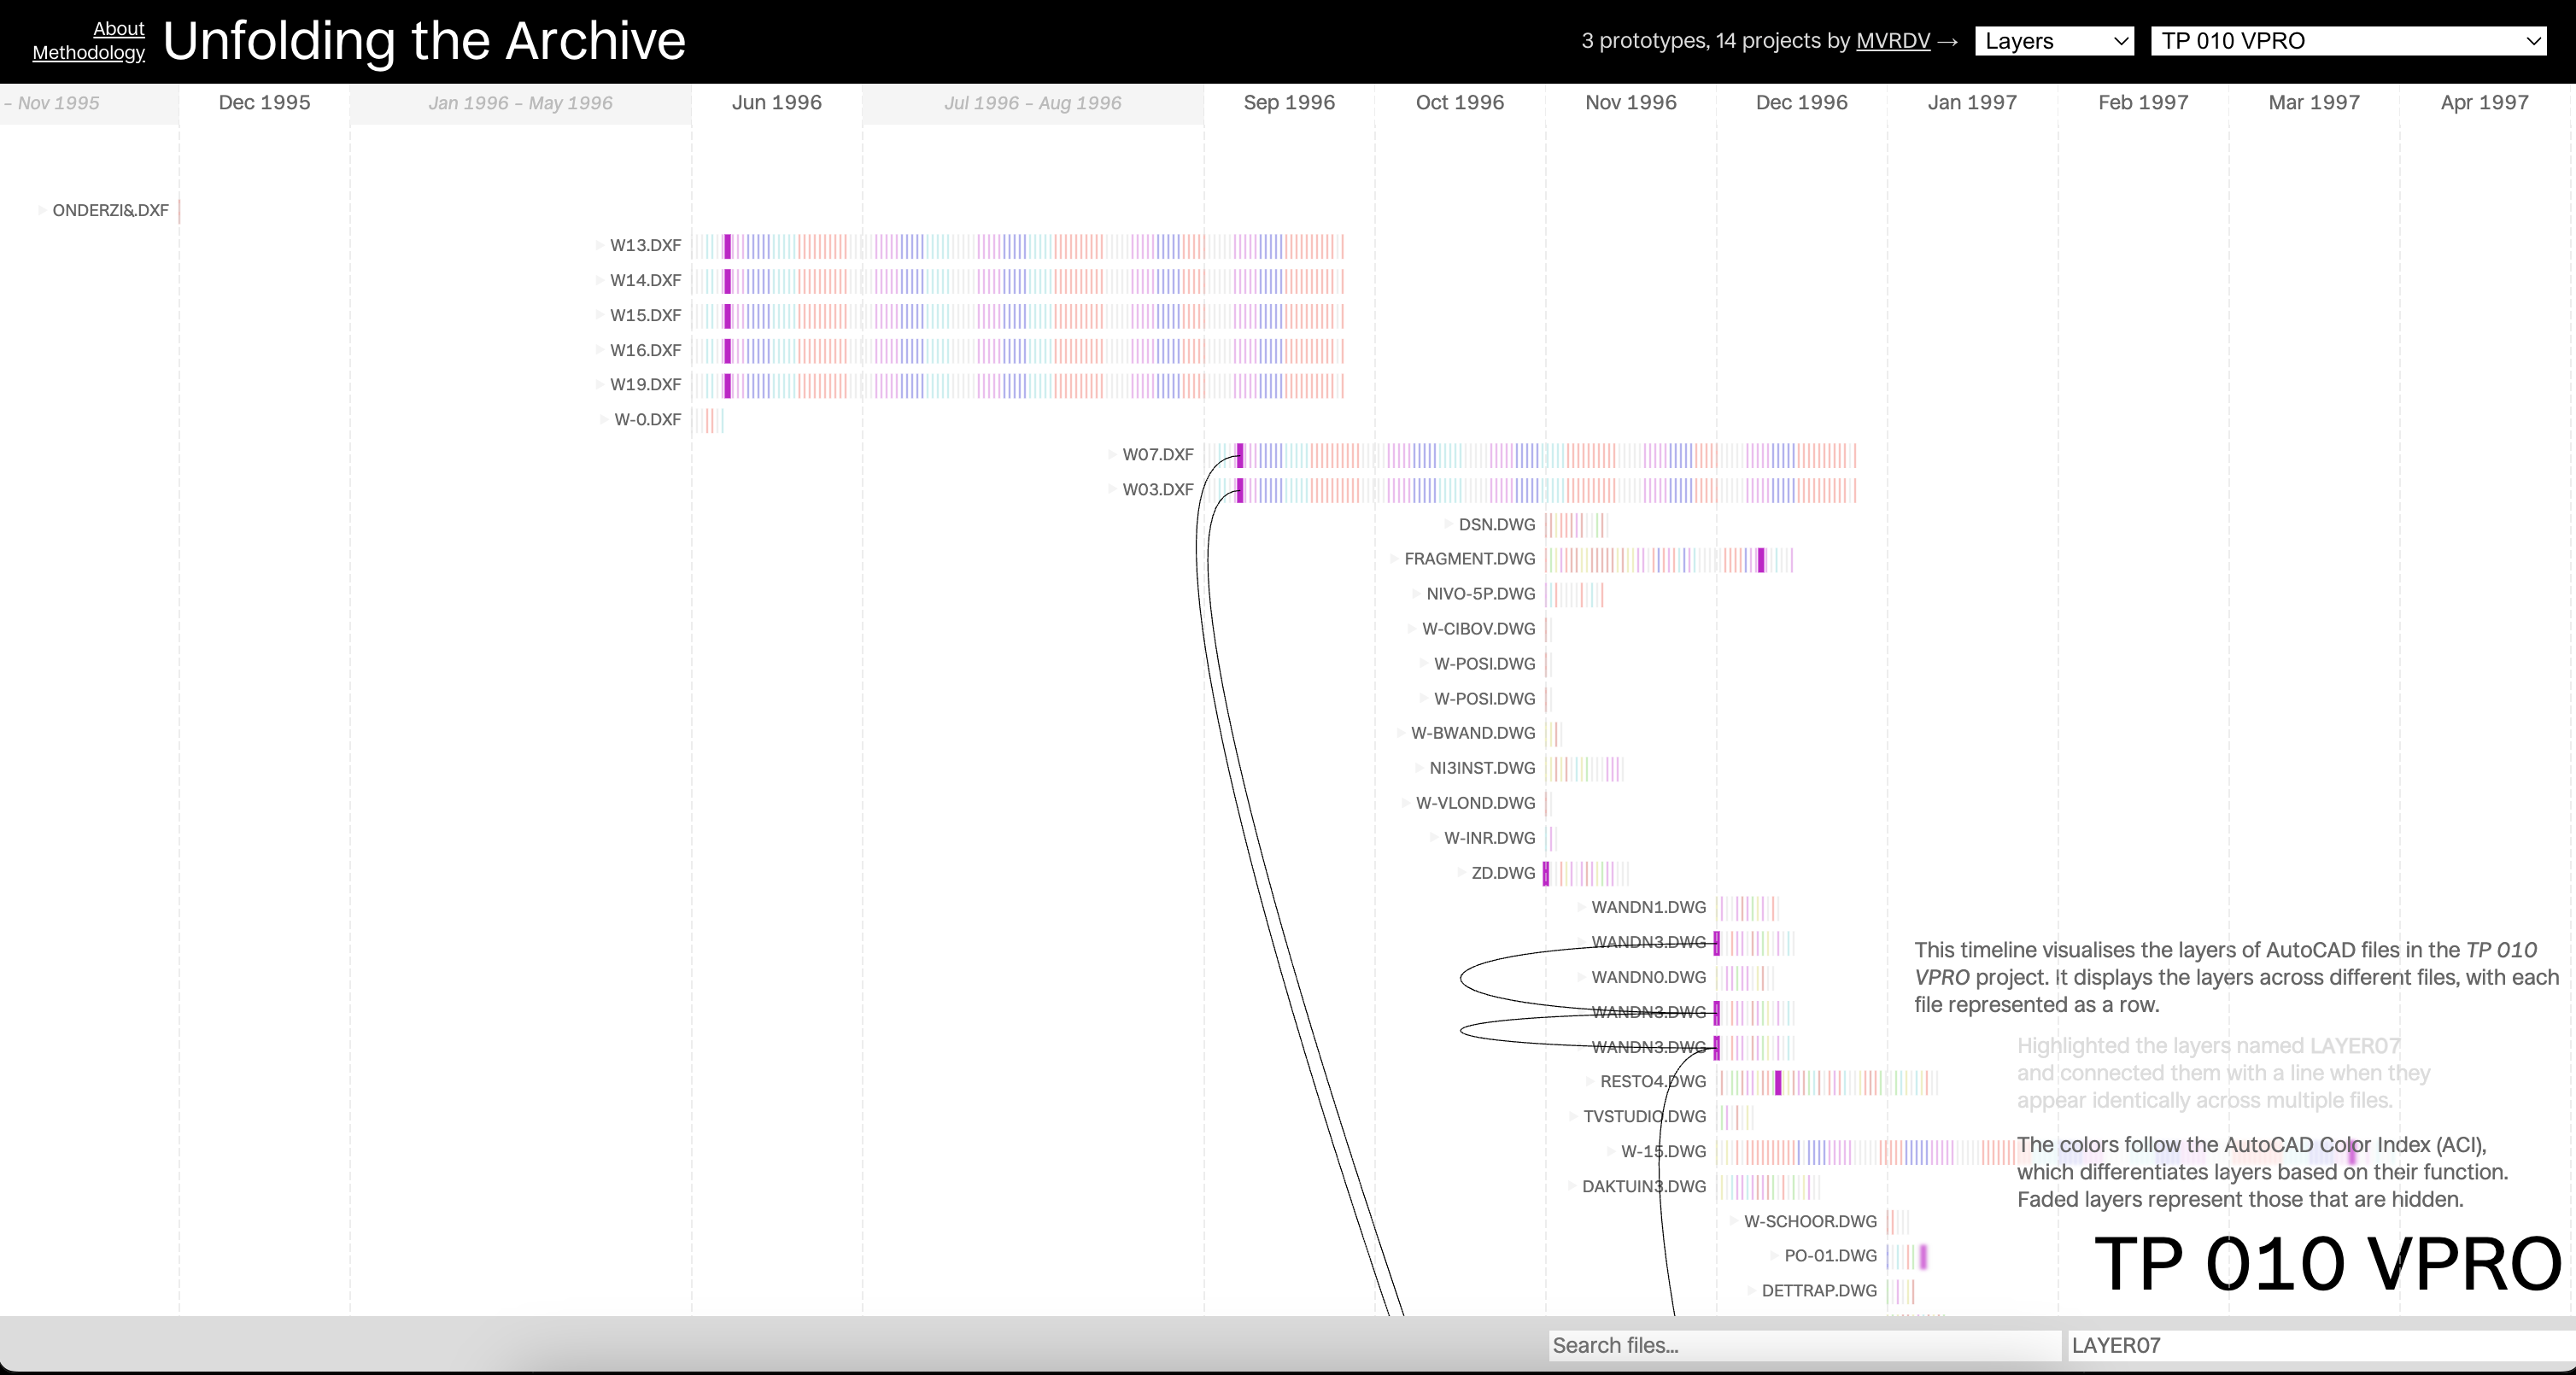 About
Methodology
Unfolding the Archive
3 prototypes, 14 projects by MVRDV →
Layers
TP 010 VPRO
– Nov 1995
Dec 1995
Jan 1996 – May 1996
Jun 1996
Jul 1996 – Aug 1996
Sep 1996
Oct 1996
Nov 1996
Dec 1996
Jan 1997
Feb 1997
Mar 1997
Apr 1997
ONDERZI&.DXF
W13.DXF
W14.DXF
W15.DXF
W16.DXF
W19.DXF
W-0.DXF
W07.DXF
W03.DXF
DSN.DWG
FRAGMENT.DWG
NIVO-5P.DWG
W-CIBOV.DWG
W-POSI.DWG
W-POSI.DWG
W-BWAND.DWG
NI3INST.DWG
W-VLOND.DWG
W-INR.DWG
ZD.DWG
WANDN1.DWG
WANDN3.DWG
WANDN0.DWG
WANDN3.DWG
WANDN3.DWG
RESTO4.DWG
TVSTUDIO.DWG
W-15.DWG
DAKTUIN3.DWG
W-SCHOOR.DWG
PO-01.DWG
DETTRAP.DWG
This timeline visualises the layers of AutoCAD files in the TP 010
VPRO project. It displays the layers across different files, with each
file represented as a row.
Highlighted the layers named LAYER07
and connected them with a line when they
appear identically across multiple files.
The colors follow the AutoCAD Color Index (ACI),
which differentiates layers based on their function.
Faded layers represent those that are hidden.
TP 010 VPRO
Search files...
LAYER07